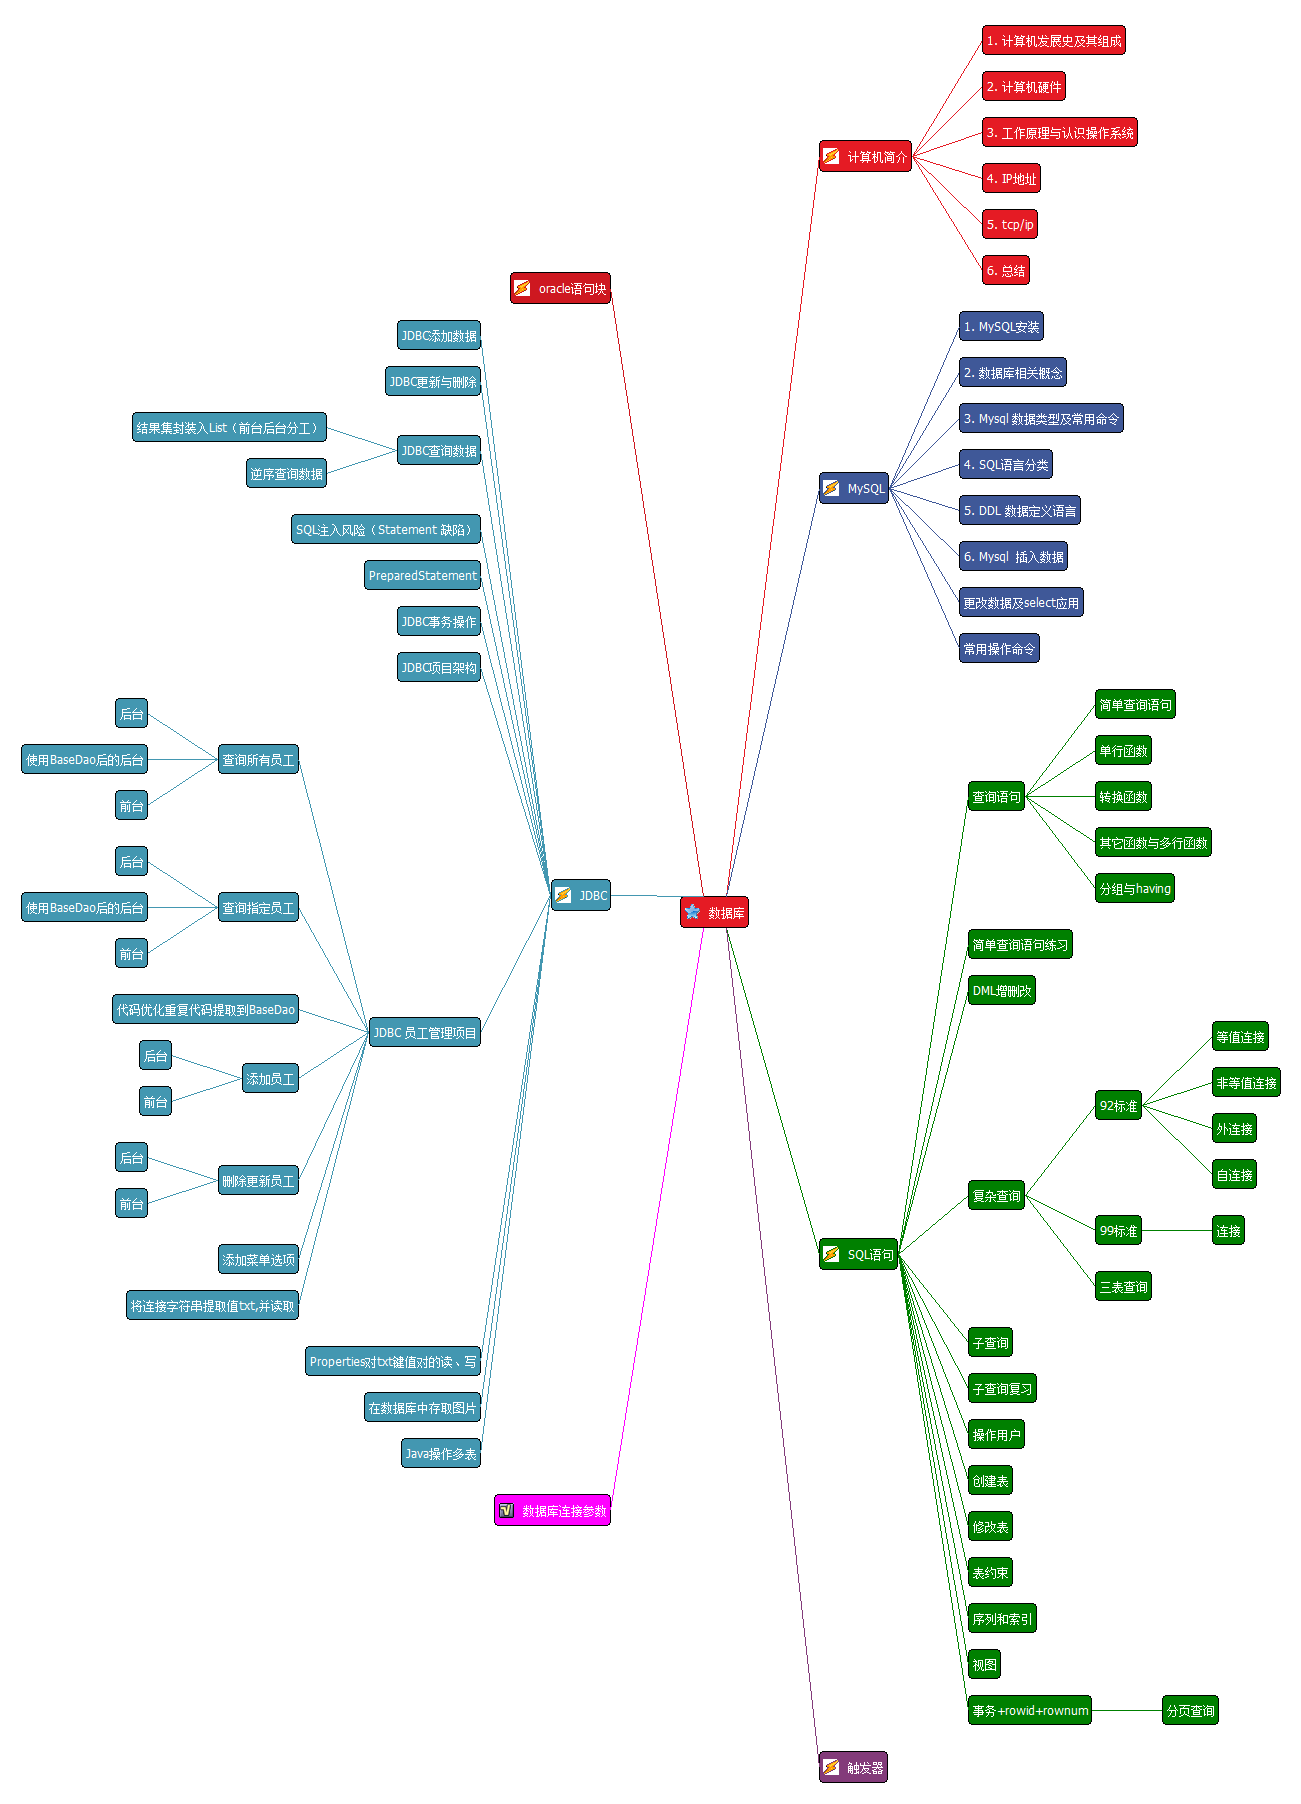 数据库
计算机简介
1. 计算机发展史及其组成
2. 计算机硬件
3. 工作原理与认识操作系统
4. IP地址
5. tcp/ip
6. 总结
MySQL
1. MySQL安装
2. 数据库相关概念
3. Mysql 数据类型及常用命令
4. SQL语言分类
5. DDL 数据定义语言
6. Mysql  插入数据
更改数据及select应用
常用操作命令
SQL语句
查询语句
简单查询语句
单行函数
转换函数
其它函数与多行函数
分组与having
简单查询语句练习
DML增删改
复杂查询
92标准
等值连接
非等值连接
外连接
自连接
99标准
连接
三表查询
子查询
子查询复习
操作用户
创建表
修改表
表约束
序列和索引
视图
事务+rowid+rownum
分页查询
触发器
oracle语句块
JDBC
JDBC添加数据
JDBC更新与删除
JDBC查询数据
结果集封装入List（前台后台分工）
逆序查询数据
SQL注入风险（Statement 缺陷）
PreparedStatement
JDBC事务操作
JDBC项目架构
JDBC 员工管理项目
查询所有员工
后台
使用BaseDao后的后台
前台
查询指定员工
后台
使用BaseDao后的后台
前台
代码优化重复代码提取到BaseDao
添加员工
后台
前台
删除更新员工
后台
前台
添加菜单选项
将连接字符串提取值txt,并读取
Properties对txt键值对的读、写
在数据库中存取图片
Java操作多表
数据库连接参数